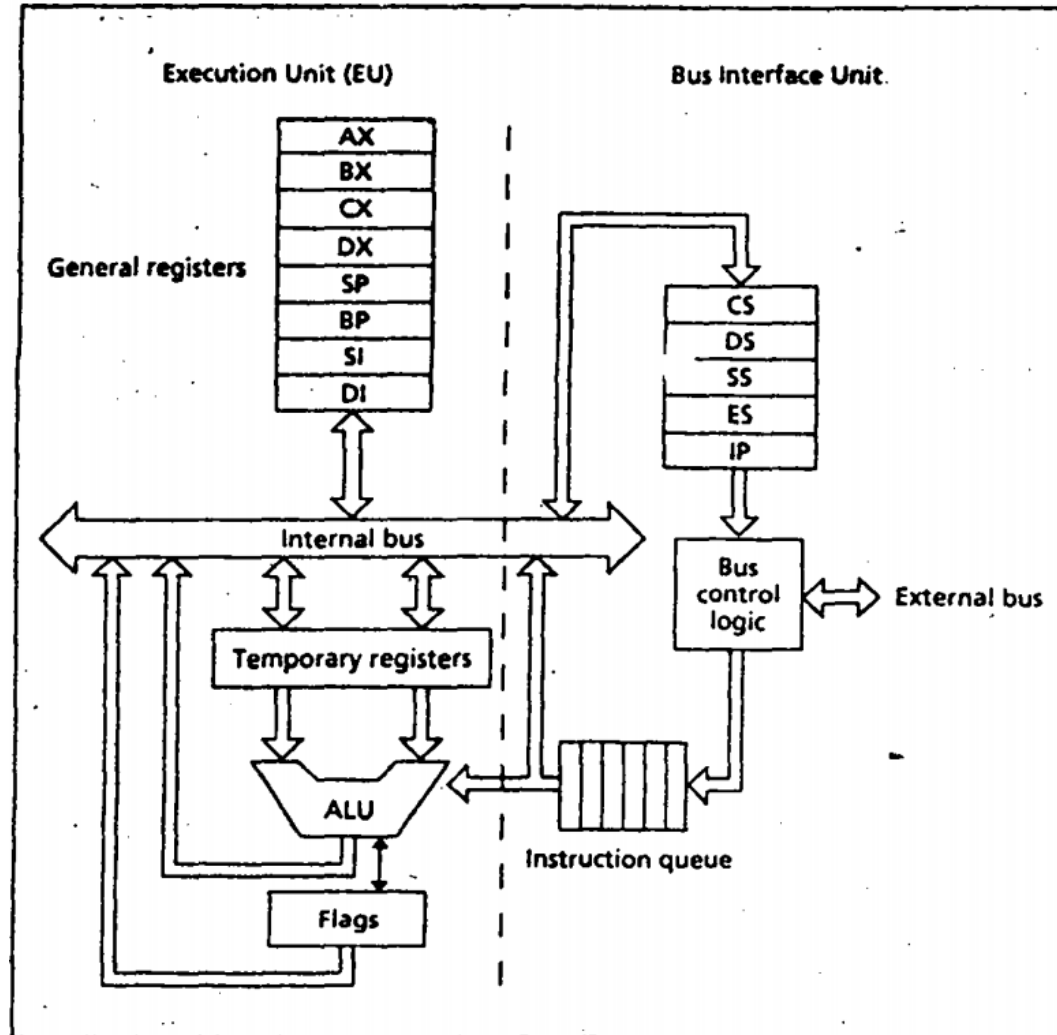 Execution Unit (EU)
Bus Interface Unit.
AX
BX
CX
DX
SP
BP
SI
DI
General registers
CS
DS
SS
ES
IP
Internal bus
Bus
control
logic
External bus
Temporary registers
ALU
Instruction queue
Flags